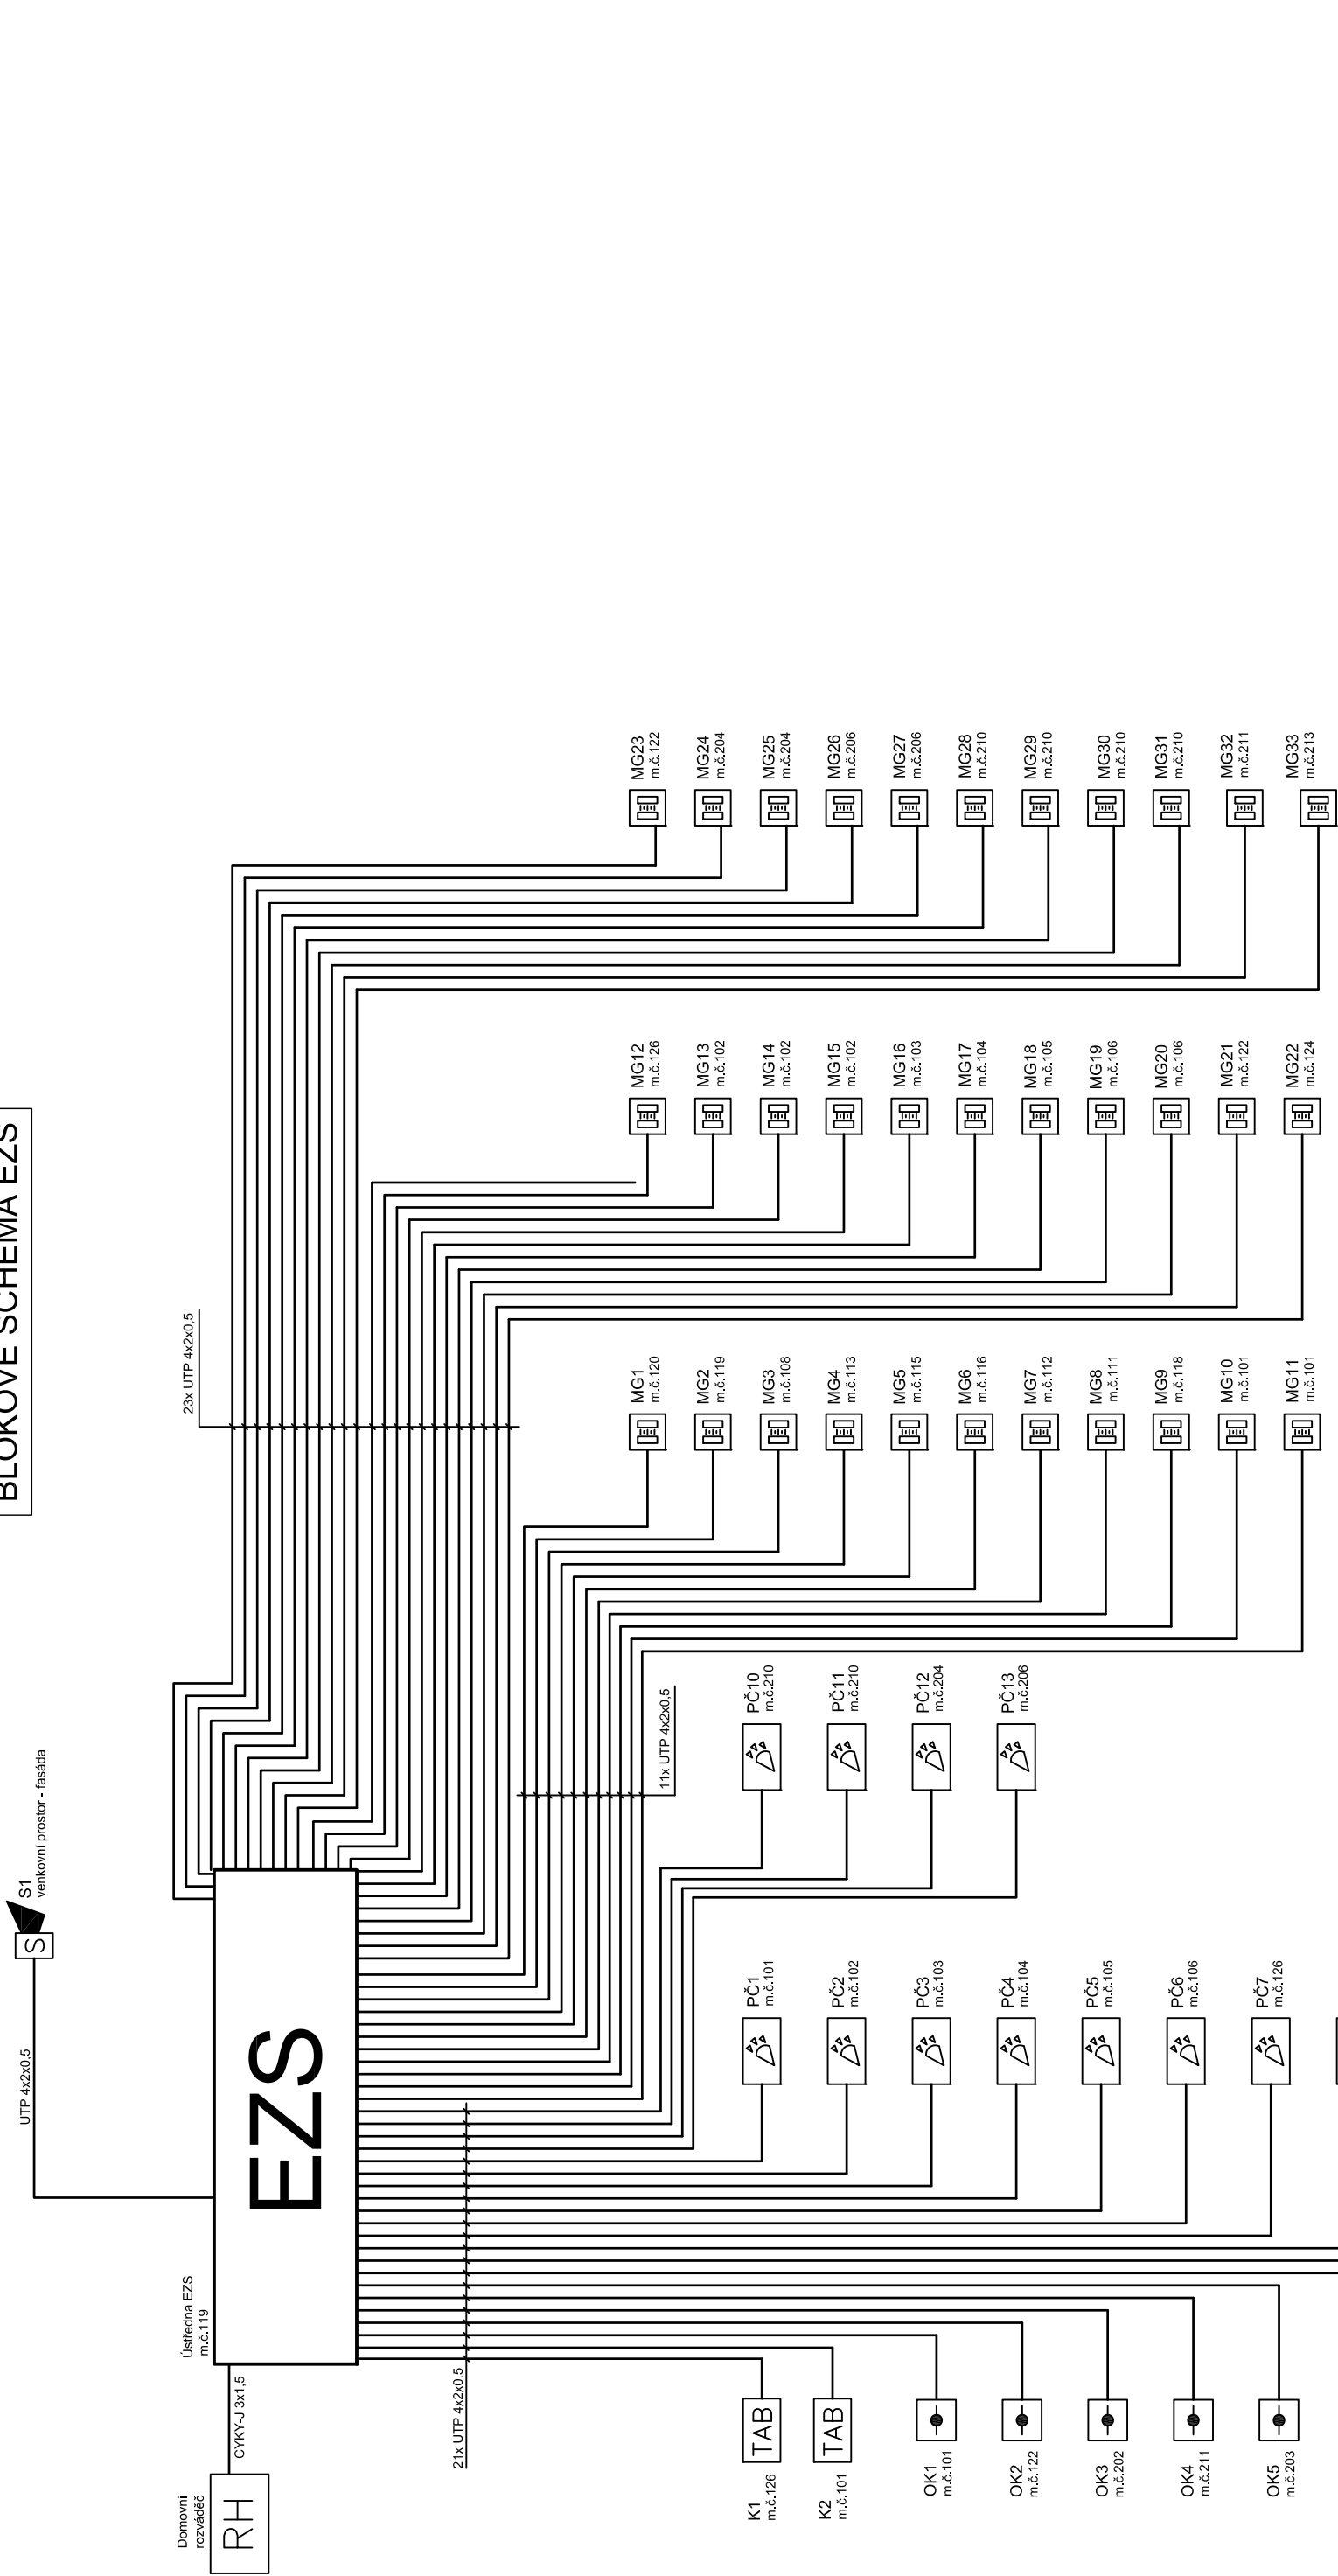 BLOKOVÉ SCHEMA EZS
S1
venkovní prostor - fasáda
S
UTP 4x2x0,5
Ústředna EZS
m.č.119
EZS
CYKY-J 3x1,5
Domovní
rozváděč
RH
23x UTP 4x2x0,5
11x UTP 4x2x0,5
21x UTP 4x2x0,5
K1
m.č.126
TAB
K2
m.č.101
TAB
OK1
m.č.101
OK2
m.č.122
OK3
m.č.202
OK4
m.č.211
OK5
m.č.203
PČ1
m.č.101
PČ2
m.č.102
PČ3
m.č.103
PČ4
m.č.104
PČ5
m.č.105
PČ6
m.č.106
PČ7
m.č.126
PČ10
m.č.210
PČ11
m.č.210
PČ12
m.č.204
PČ13
m.č.206
MG1
m.č.120
MG2
m.č.119
MG3
m.č.108
MG4
m.č.113
MG5
m.č.115
MG6
m.č.116
MG7
m.č.112
MG8
m.č.111
MG9
m.č.118
MG10
m.č.101
MG11
m.č.101
MG12
m.č.126
MG13
m.č.102
MG14
m.č.102
MG15
m.č.102
MG16
m.č.103
MG17
m.č.104
MG18
m.č.105
MG19
m.č.106
MG20
m.č.106
MG21
m.č.122
MG22
m.č.124
MG23
m.č.122
MG24
m.č.204
MG25
m.č.204
MG26
m.č.206
MG27
m.č.206
MG28
m.č.210
MG29
m.č.210
MG30
m.č.210
MG31
m.č.210
MG32
m.č.211
MG33
m.č.213